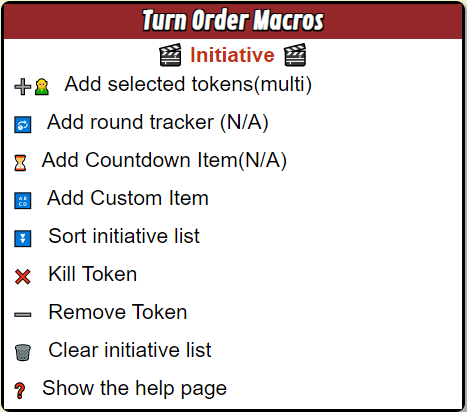 Turn Order Macros
Initiative
Add selected tokens(multi)
Add round tracker (N/A)
Add Countdown Item(N/A)
Add Custom Item
Sort initiative list
Kill Token
Remove Token
Clear initiative list
Show the help page